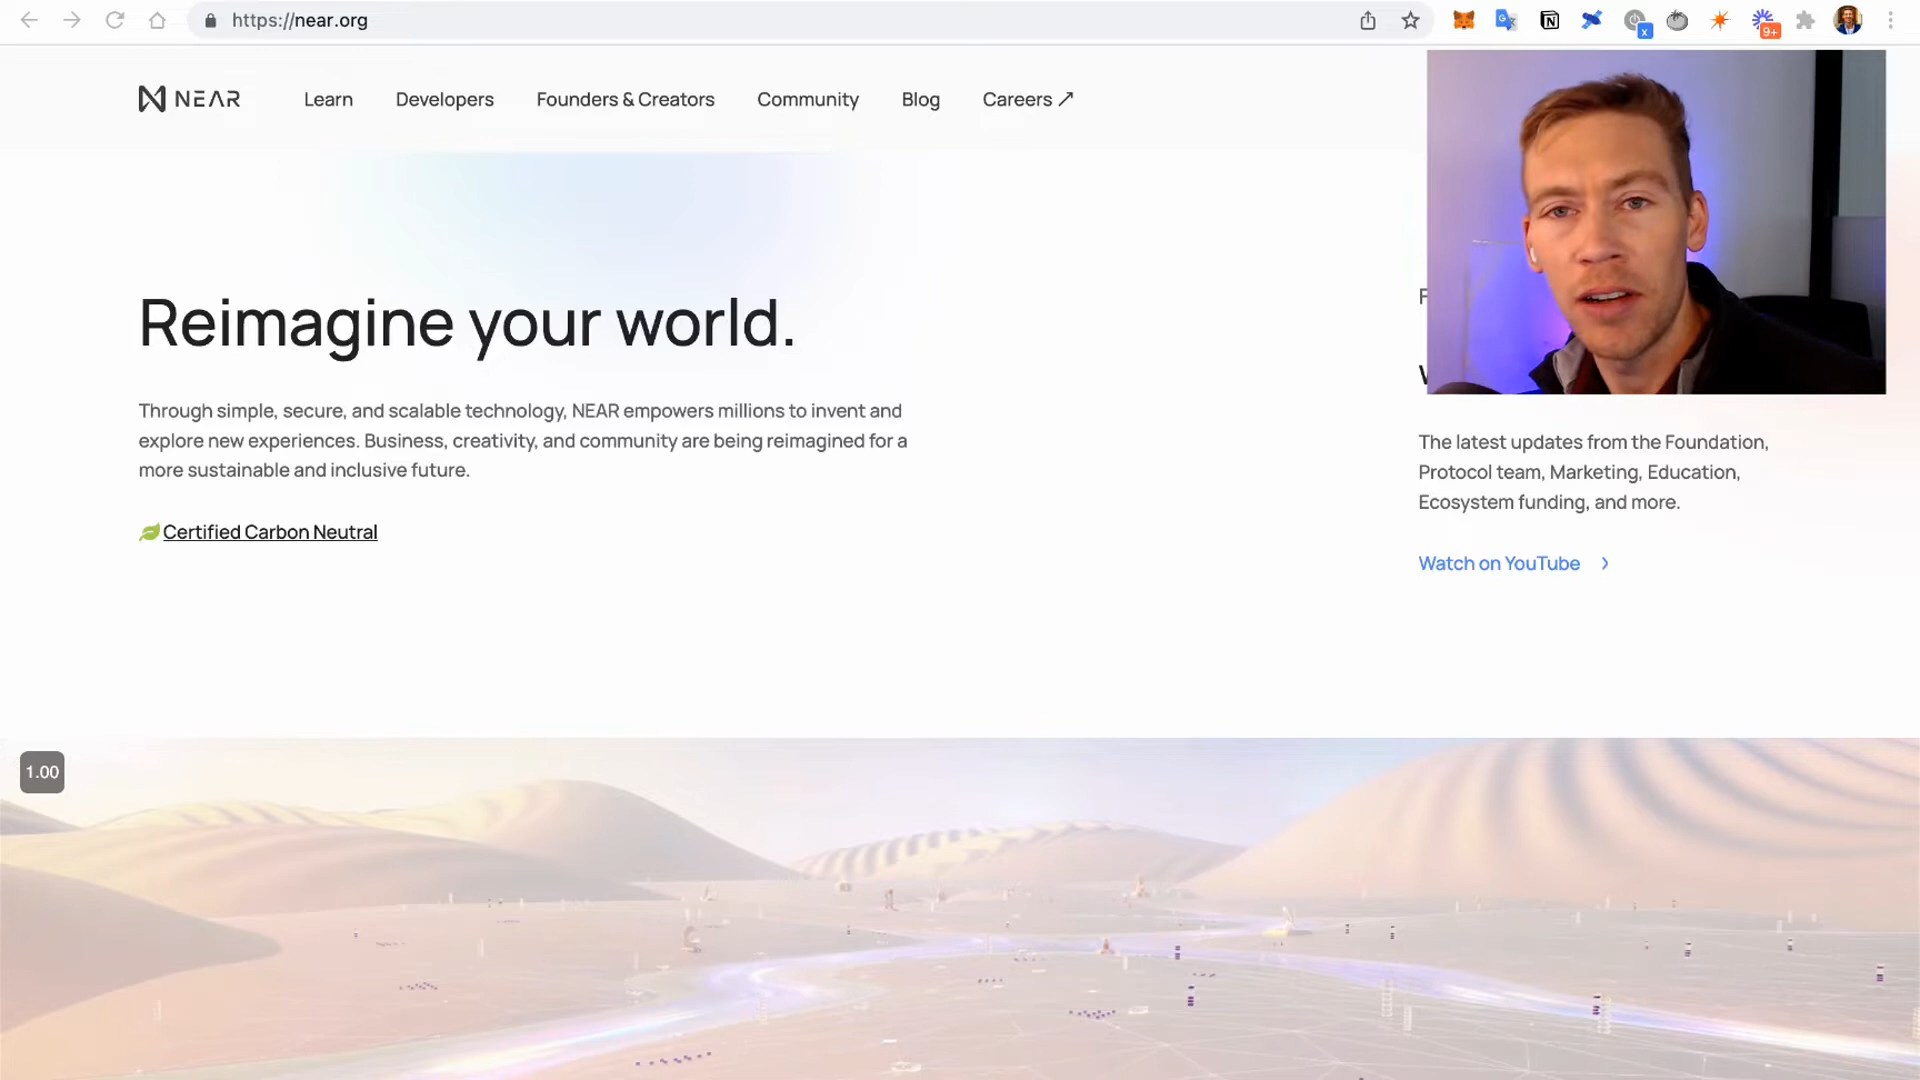 https://near.org
9+
NEAR
Learn
Developers
Founders & Creators
Community
Blog
Careers ↗
Reimagine your world.
Through simple, secure, and scalable technology, NEAR empowers millions to invent and
explore new experiences. Business, creativity, and community are being reimagined for a
more sustainable and inclusive future.
Certified Carbon Neutral
The latest updates from the Foundation,
Protocol team, Marketing, Education,
Ecosystem funding, and more.
Watch on YouTube
1.00